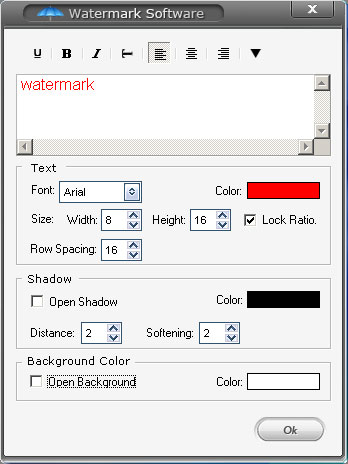 Watermark Software
U B I T
watermark
Text
Font: Arial Color:
Size: Width: 8 Height: 16 Lock Ratio.
Row Spacing: 16
Shadow
Open Shadow Color:
Distance: 2 Softening: 2
Background Color
Open Background Color:
Ok